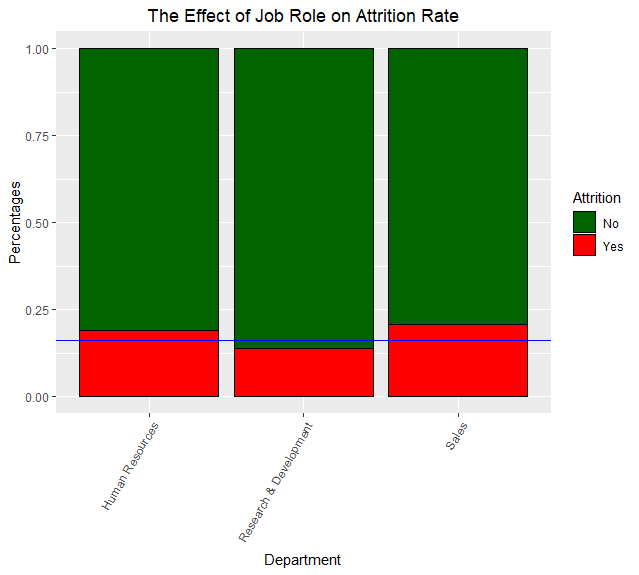 The Effect of Job Role on Attrition Rate
Percentages
1.00
0.75
0.50
0.25
0.00
Human Resources
Research & Development
Sales
Department
Attrition
No
Yes